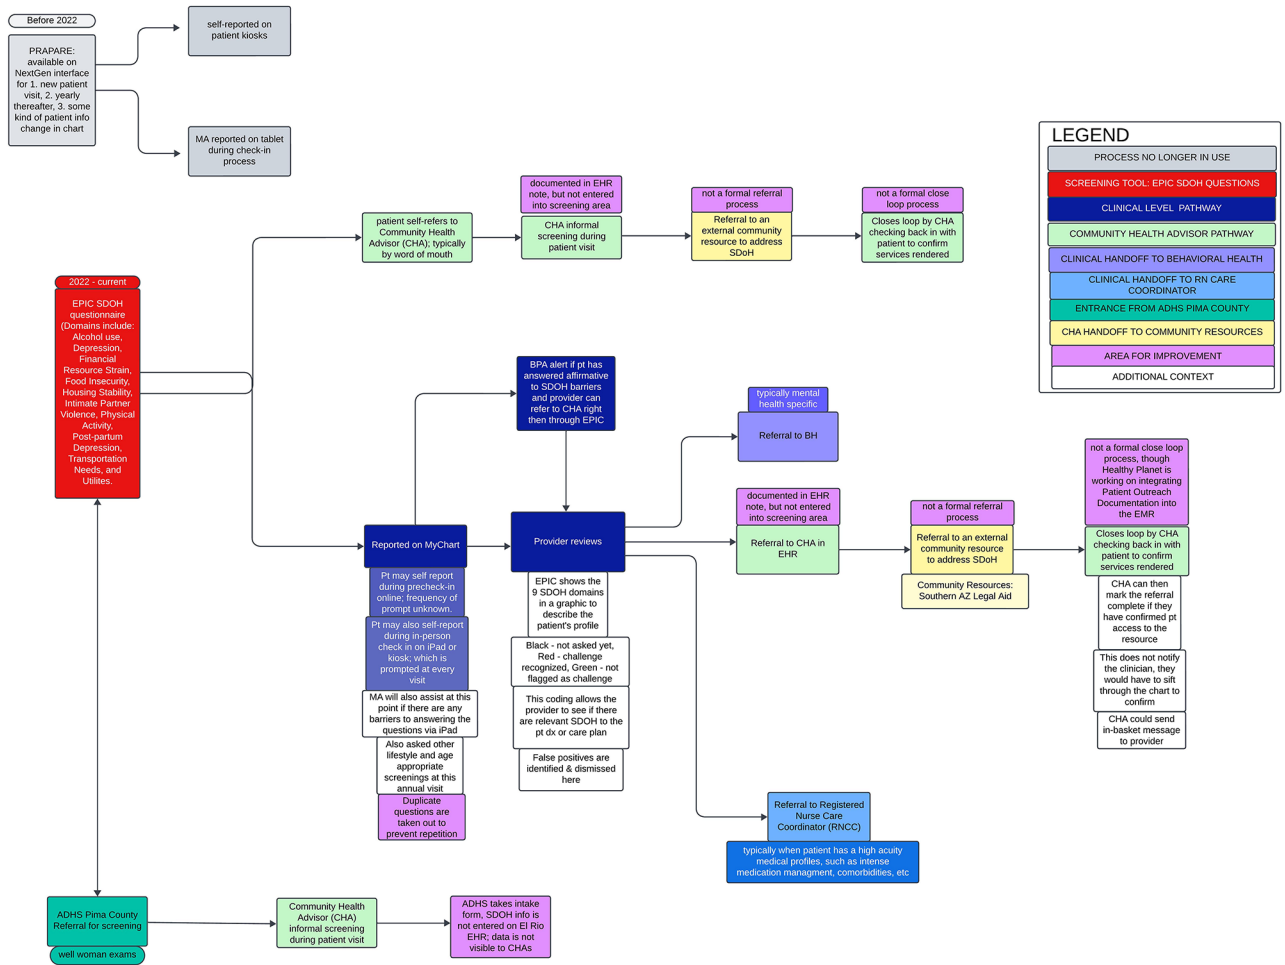 Before 2022
PRAPARE:
available on
NextGen interface
for 1. new patient
visit, 2. yearly
thereafter, 3. some
kind of patient info
change in chart
self-reported on
patient kiosks
MA reported on tablet
during check-in
process
LEGEND
PROCESS NO LONGER IN USE
SCREENING TOOL: EPIC SDOH QUESTIONS
CLINICAL LEVEL PATHWAY
COMMUNITY HEALTH ADVISOR PATHWAY
CLINICAL HANDOFF TO BEHAVIORAL HEALTH
CLINICAL HANDOFF TO RN CARE
COORDINATOR
ENTRANCE FROM ADHS PIMA COUNTY
CHA HANDOFF TO COMMUNITY RESOURCES
AREA FOR IMPROVEMENT
ADDITIONAL CONTEXT
patient self-refers to
Community Health
Advisor (CHA); typically
by word of mouth
documented in EHR
note, but not entered
into screening area
CHA informal
screening during
patient visit
not a formal referral
process
Referral to an
external community
resource to address
SDoH
not a formal close
loop process
Closes loop by CHA
checking back in with
patient to confirm
services rendered
2022 - current
EPIC SDOH
questionnaire
(Domains include:
Alcohol use,
Depression,
Financial
Resource Strain,
Food Insecurity,
Housing Stability,
Intimate Partner
Violence, Physical
Activity,
Post-partum
Depression,
Transportation
Needs, and
Utilites.
BPA alert if pt has
answered affirmative
to SDOH barriers
and provider can
refer to CHA right
then through EPIC
Reported on MyChart
Pt may self report
during precheck-in
online; frequency of
prompt unknown.
Pt may also self-report
during in-person
check in on iPad or
kiosk; which is
prompted at every
visit
MA will also assist at this
point if there are any
barriers to answering the
questions via iPad
Also asked other
lifestyle and age
appropriate
screenings at this
annual visit
Duplicate
questions are
taken out to
prevent repetition
Provider reviews
EPIC shows the
9 SDOH domains
in a graphic to
describe the
patient's profile
Black - not asked yet,
Red - challenge
recognized, Green - not
flagged as challenge
This coding allows the
provider to see if there
are relevant SDOH to the
pt dx or care plan
False positives are
identified & dismissed
here
typically mental
health specific
Referral to BH
documented in EHR
note, but not entered
into screening area
Referral to CHA in
EHR
not a formal referral
process
Referral to an external
community resource
to address SDoH
Community Resources:
Southern AZ Legal Aid
not a formal close loop
process, though
Healthy Planet is
working on integrating
Patient Outreach
Documentation into
the EMR
Closes loop by CHA
checking back in with
patient to confirm
services rendered
CHA can then
mark the referral
complete if they
have confirmed pt
access to the
resource
This does not notify
the clinician, they
would have to sift
through the chart to
confirm
CHA could send
in-basket message
to provider
Referral to Registered
Nurse Care
Coordinator (RNCC)
typically when patient has a high acuity
medical profiles, such as intense
medication managment, comorbidities, etc
ADHS Pima County
Referral for screening
well woman exams
Community Health
Advisor (CHA)
informal screening
during patient visit
ADHS takes intake
form, SDOH info is
not entered on El Rio
EHR; data is not
visible to CHAs